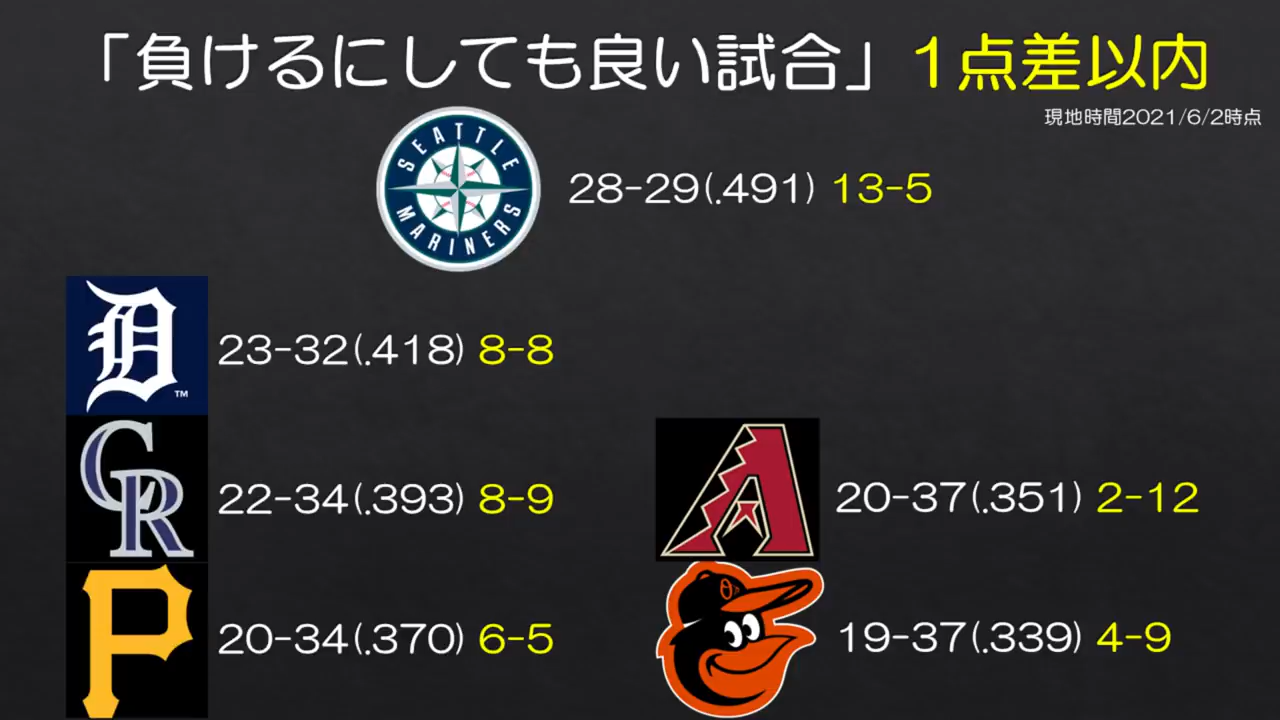 「負けるにしても良い試合」1点差以内
現地時間2021/6/2時点
SEATTLE
MARINERS
28-29(.491) 13-5
D
TM
23-32(.418) 8-8
CR
22-34(.393) 8-9
A
20-37(.351) 2-12
P
20-34(.370) 6-5
19-37(.339) 4-9